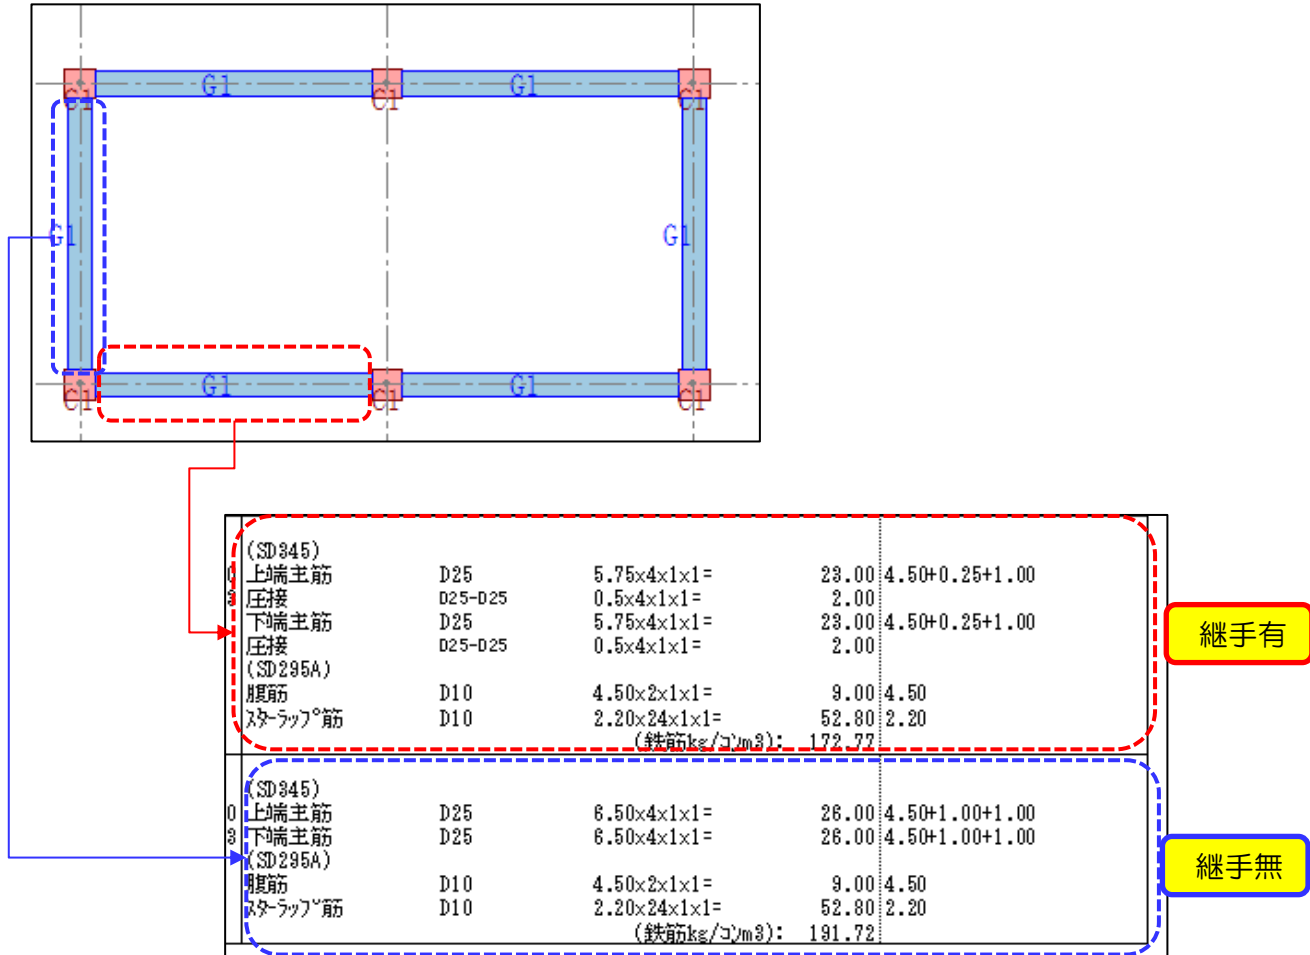 G1 G1
C1 C1 C1
G1 G1
G1 G1
C1 C1 C1
(SD345)
0 上端主筋 D25 5.75x4x1x1= 23.00 4.50+0.25+1.00
3 圧接 D25-D25 0.5x4x1x1= 2.00
下端主筋 D25 5.75x4x1x1= 23.00 4.50+0.25+1.00
圧接 D25-D25 0.5x4x1x1= 2.00
(SD295A)
腹筋 D10 4.50x2x1x1= 9.00 4.50
スターラップ筋 D10 2.20x24x1x1= 52.80 2.20
(鉄筋kg/コンm3): 172.77
継手有
(SD345)
0 上端主筋 D25 6.50x4x1x1= 26.00 4.50+1.00+1.00
3 下端主筋 D25 6.50x4x1x1= 26.00 4.50+1.00+1.00
(SD295A)
腹筋 D10 4.50x2x1x1= 9.00 4.50
スターラップ筋 D10 2.20x24x1x1= 52.80 2.20
(鉄筋kg/コンm3): 191.72
継手無